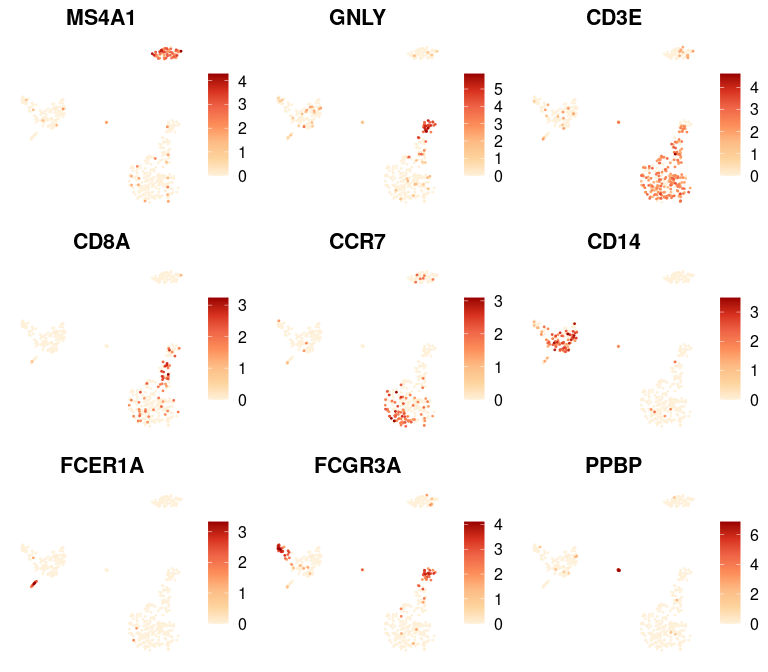 MS4A1 GNLY CD3E
4 3 2 1 0 5 4 3 2 1 0 4 3 2 1 0
CD8A CCR7 CD14
3 2 1 0 3 2 1 0 3 2 1 0
FCER1A FCGR3A PPBP
3 2 1 0 4 3 2 1 0 6 4 2 0